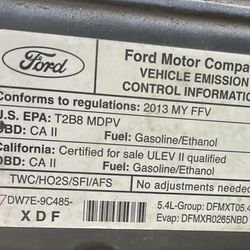 Ford
Ford Motor Compa
VEHICLE EMISSION
CONTROL INFORMAT
Conforms to regulations: 2013 MY FFV
U.S. EPA: T2B8 MDPV
OBD: CA II Fuel: Gasoline/Ethanol
California: Certified for sale ULEV II qualified
OBD: CA II Fuel: Gasoline/Ethanol
TWC/HO2S/SFI/AFS No adjustments needed
DW7E-9C485-
XDF
5.4L-Group: DFMXT05.4
Evap: DFMXR0265NBD